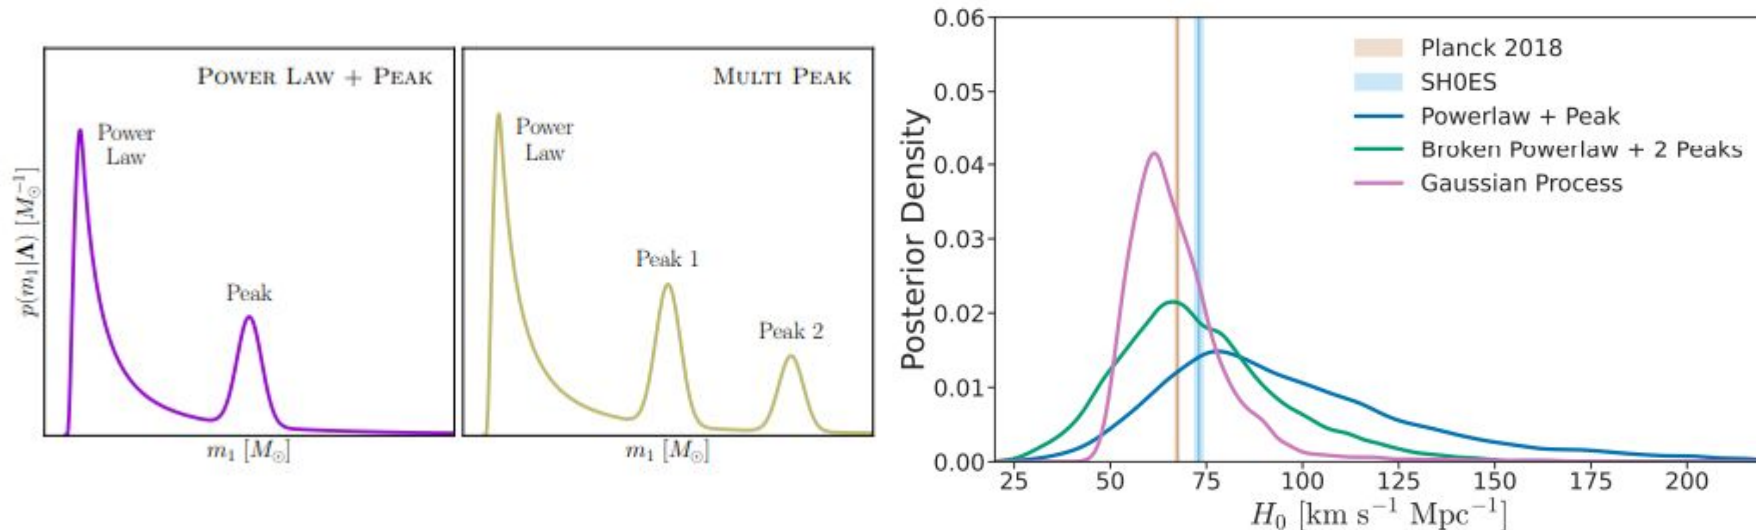 POWER LAW + PEAK
Power
Law
Peak
p(m₁|Λ) [M⊙⁻¹]
m₁ [M⊙]
MULTI PEAK
Power
Law
Peak 1
Peak 2
m₁ [M⊙]
Planck 2018
SH0ES
Powerlaw + Peak
Broken Powerlaw + 2 Peaks
Gaussian Process
Posterior Density
0.06
0.05
0.04
0.03
0.02
0.01
0.00
25 50 75 100 125 150 175 200
H₀ [km s⁻¹ Mpc⁻¹]